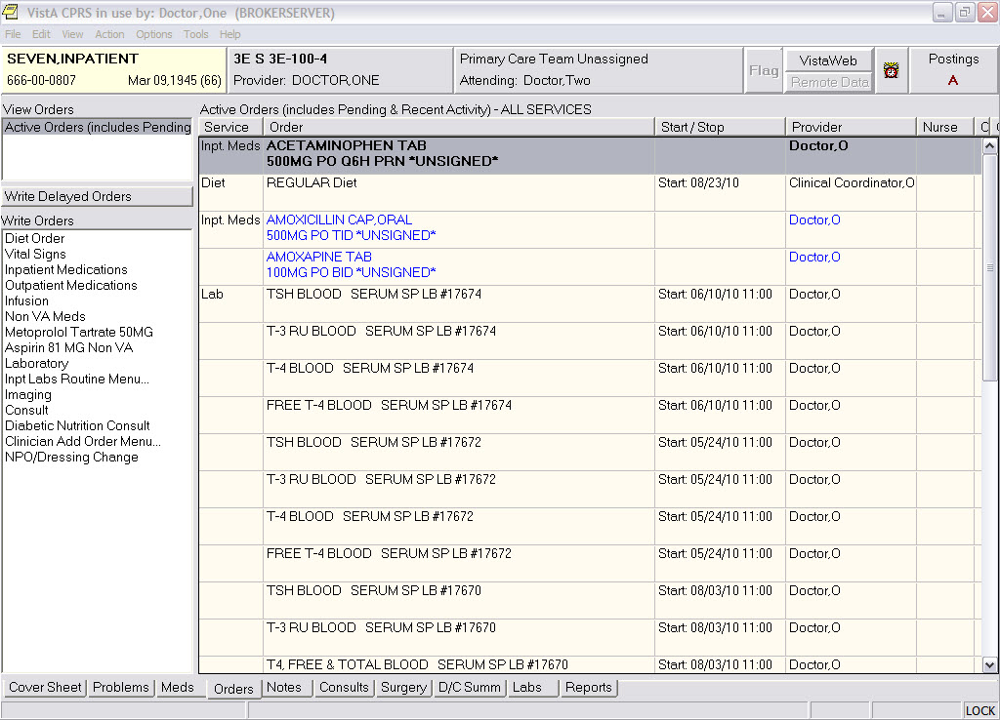 VistA CPRS in use by: Doctor,One (BROKERSERVER)
File Edit View Action Options Tools Help
SEVEN,INPATIENT
666-00-0807 Mar 09,1945 (66)
3E S 3E-100-4
Provider: DOCTOR,ONE
Primary Care Team Unassigned
Attending: Doctor,Two
Flag
VistaWeb
Remote Data
Postings
A
View Orders
Active Orders (includes Pending
Write Delayed Orders
Write Orders
Diet Order
Vital Signs
Inpatient Medications
Outpatient Medications
Infusion
Non VA Meds
Metoprolol Tartrate 50MG
Aspirin 81 MG Non VA
Laboratory
Inpt Labs Routine Menu...
Imaging
Consult
Diabetic Nutrition Consult
Clinician Add Order Menu...
NPO/Dressing Change
Active Orders (includes Pending & Recent Activity) - ALL SERVICES
Service Order Start / Stop Provider Nurse C
Inpt. Meds ACETAMINOPHEN TAB Doctor,O
500MG PO Q6H PRN *UNSIGNED*
Diet REGULAR Diet Start: 08/23/10 Clinical Coordinator,O
Inpt. Meds AMOXICILLIN CAP,ORAL Doctor,O
500MG PO TID *UNSIGNED*
AMOXAPINE TAB Doctor,O
100MG PO BID *UNSIGNED*
Lab TSH BLOOD SERUM SP LB #17674 Start: 06/10/10 11:00 Doctor,O
T-3 RU BLOOD SERUM SP LB #17674 Start: 06/10/10 11:00 Doctor,O
T-4 BLOOD SERUM SP LB #17674 Start: 06/10/10 11:00 Doctor,O
FREE T-4 BLOOD SERUM SP LB #17674 Start: 06/10/10 11:00 Doctor,O
TSH BLOOD SERUM SP LB #17672 Start: 05/24/10 11:00 Doctor,O
T-3 RU BLOOD SERUM SP LB #17672 Start: 05/24/10 11:00 Doctor,O
T-4 BLOOD SERUM SP LB #17672 Start: 05/24/10 11:00 Doctor,O
FREE T-4 BLOOD SERUM SP LB #17672 Start: 05/24/10 11:00 Doctor,O
TSH BLOOD SERUM SP LB #17670 Start: 08/03/10 11:00 Doctor,O
T-3 RU BLOOD SERUM SP LB #17670 Start: 08/03/10 11:00 Doctor,O
T4, FREE & TOTAL BLOOD SERUM SP LB #17670 Start: 08/03/10 11:00 Doctor,O
Cover Sheet Problems Meds Orders Notes Consults Surgery D/C Summ Labs Reports
LOCK